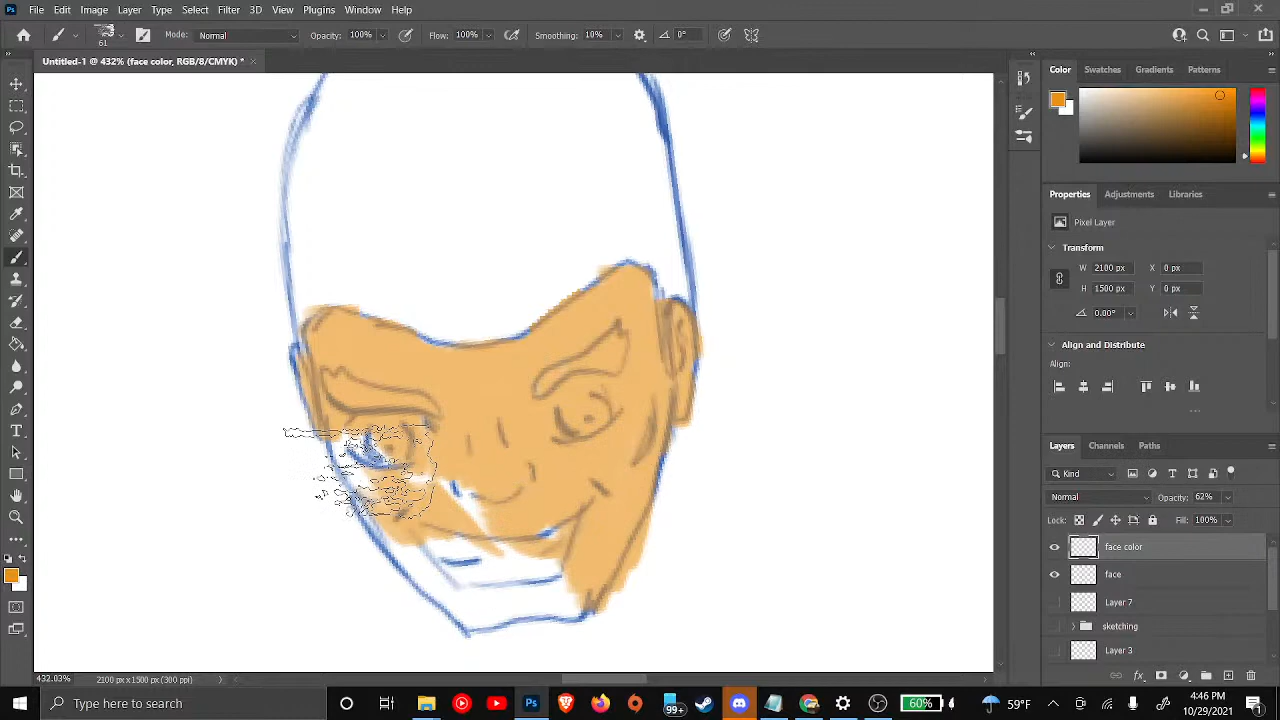 Ps File Edit Image Layer Type Select Filter 3D View Plugins Window Help
61 Mode: Normal Opacity: 100% Flow: 100% Smoothing: 10% 0°
Untitled-1 @ 432% (face color, RGB/8/CMYK) * ×
Color Swatches Gradients Patterns
Properties Adjustments Libraries
Pixel Layer
Transform
W 2100 px X 0 px
H 1500 px Y 0 px
0.00°
Align and Distribute
Align:
Layers Channels Paths
Kind
Normal Opacity: 62%
Lock: Fill: 100%
face color
face
Layer 7
sketching
Layer 3
432.03% 2100 px x 1500 px (300 ppi)
Type here to search
Ps
99+
60%
59°F
4:46 PM
10/29/2021